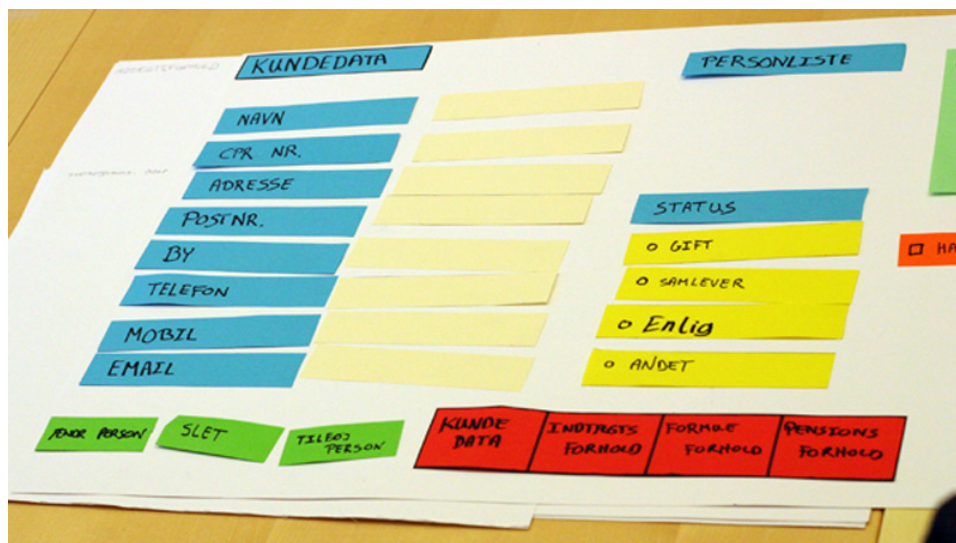 KUNDEDATA
PERSONLISTE
NAVN
CPR NR.
ADRESSE
POSTNR.
BY
TELEFON
MOBIL
EMAIL
STATUS
○ GIFT
○ SAMLEVER
○ Enlig
○ ANDET
□ HA
PERSON
SLET
TILFØJ
PERSON
KUNDE
DATA
INDTÆGTS
FORHOLD
FORMUE
FORHOLD
PENSIONS
FORHOLD